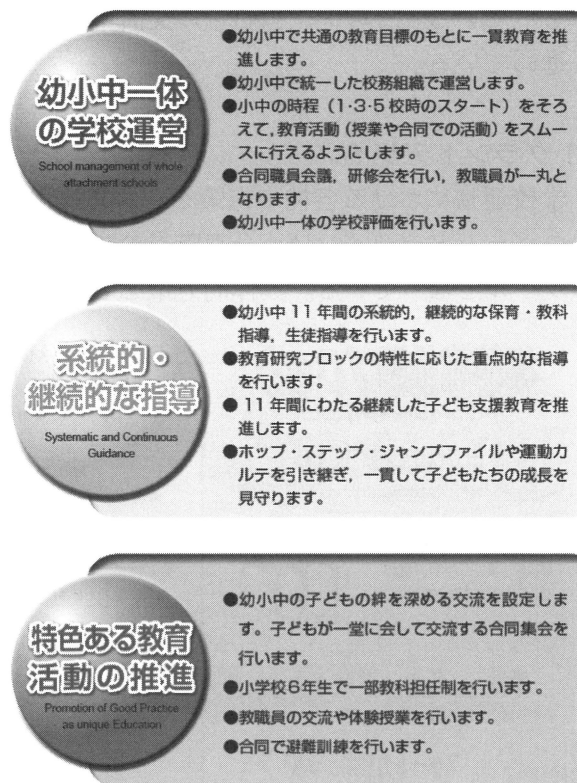 幼小中一体
の学校運営
School management of whole
attachment schools
●幼小中で共通の教育目標のもとに一貫教育を推
進します。
●幼小中で統一した校務組織で運営します。
●小中の時程（1･3･5校時のスタート）をそろ
えて，教育活動（授業や合同での活動）をスムー
スに行えるようにします。
●合同職員会議，研修会を行い，教職員が一丸と
なります。
●幼小中一体の学校評価を行います。
系統的・
継続的な指導
Systematic and Continuous
Guidance
●幼小中 11 年間の系統的，継続的な保育・教科
指導，生徒指導を行います。
●教育研究ブロックの特性に応じた重点的な指導
を行います。
● 11 年間にわたる継続した子ども支援教育を推
進します。
●ホップ・ステップ・ジャンプファイルや運動カ
ルテを引き継ぎ，一貫して子どもたちの成長を
見守ります。
特色ある教育
活動の推進
Promotion of Good Practice
as unique Education
●幼小中の子どもの絆を深める交流を設定しま
す。子どもが一堂に会して交流する合同集会を
行います。
●小学校6年生で一部教科担任制を行います。
●教職員の交流や体験授業を行います。
●合同で避難訓練を行います。